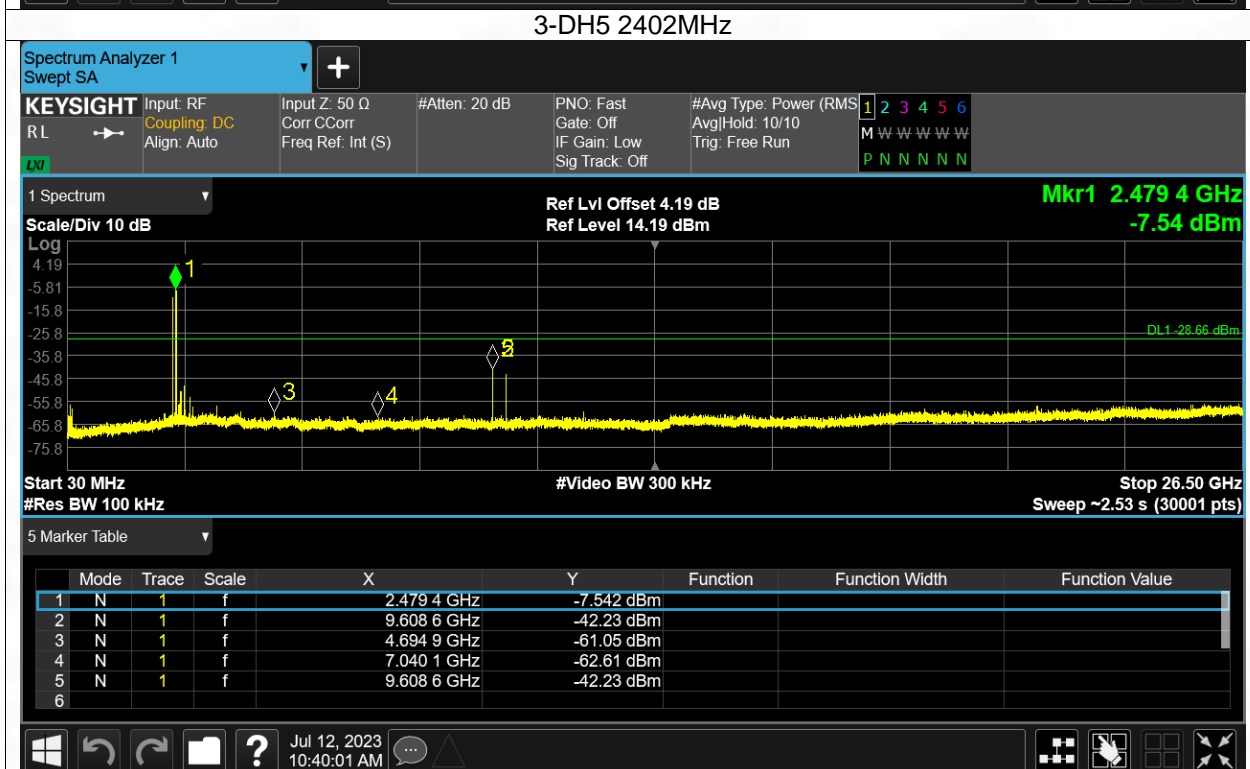 3-DH5 2402MHz
Spectrum Analyzer 1
Swept SA
KEYSIGHT
RL
LXI
Input: RF
Coupling: DC
Align: Auto
Input Z: 50 Ω
Corr CCorr
Freq Ref: Int (S)
#Atten: 20 dB
PNO: Fast
Gate: Off
IF Gain: Low
Sig Track: Off
#Avg Type: Power (RMS
Avg|Hold: 10/10
Trig: Free Run
1 2 3 4 5 6
M W W W W W
P N N N N N
1 Spectrum
Scale/Div 10 dB
Ref Lvl Offset 4.19 dB
Ref Level 14.19 dBm
Mkr1 2.479 4 GHz
-7.54 dBm
Log
4.19
-5.81
-15.8
-25.8
-35.8
-45.8
-55.8
-65.8
-75.8
1
3
4
5
DL1 -28.66 dBm
Start 30 MHz
#Res BW 100 kHz
#Video BW 300 kHz
Stop 26.50 GHz
Sweep ~2.53 s (30001 pts)
5 Marker Table
Mode Trace Scale X Y Function Function Width Function Value
1 N 1 f 2.479 4 GHz -7.542 dBm
2 N 1 f 9.608 6 GHz -42.23 dBm
3 N 1 f 4.694 9 GHz -61.05 dBm
4 N 1 f 7.040 1 GHz -62.61 dBm
5 N 1 f 9.608 6 GHz -42.23 dBm
6
?
Jul 12, 2023
10:40:01 AM